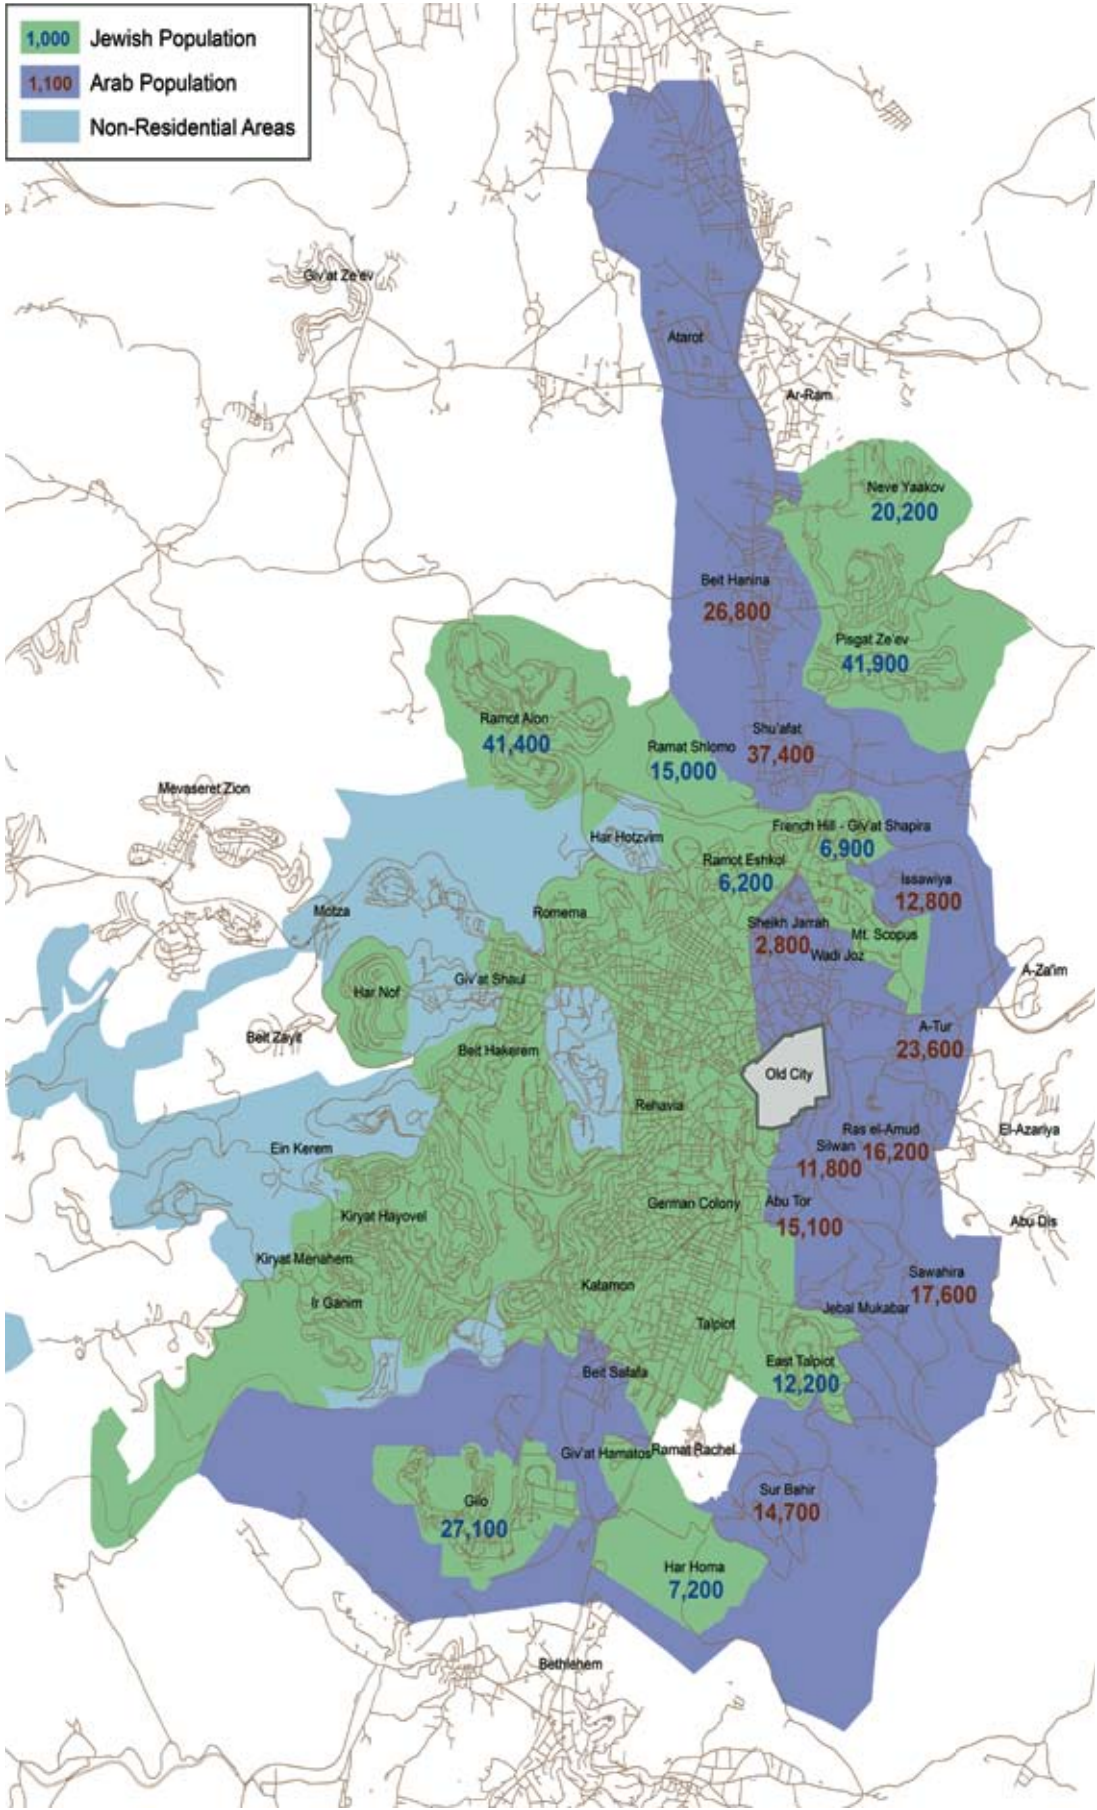 1,000 Jewish Population
1,100 Arab Population
Non-Residential Areas
Giv'at Ze'ev
Atarot
Ar-Ram
Neve Yaakov
20,200
Beit Hanina
26,800
Pisgat Ze'ev
41,900
Ramot Alon
41,400
Ramat Shlomo
15,000
Shu'afat
37,400
Mevaseret Zion
Har Hotzvim
French Hill - Giv'at Shapira
6,900
Ramot Eshkol
6,200
Issawiya
12,800
Motza
Romema
Sheikh Jarrah
2,800
Mt. Scopus
Wadi Joz
A-Za'im
Har Nof
Giv'at Shaul
Beit Zayit
Beit Hakerem
A-Tur
23,600
Old City
Rehavia
Ras el-Amud
16,200
Silwan
11,800
El-Azariya
Ein Kerem
Kiryat Hayovel
German Colony
Abu Tor
15,100
Abu Dis
Kiryat Menahem
Ir Ganim
Katamon
Sawahira
17,600
Jebal Mukabar
Talpiot
Beit Safafa
East Talpiot
12,200
Giv'at Hamatos
Ramat Rachel
Gilo
27,100
Sur Bahir
14,700
Har Homa
7,200
Bethlehem